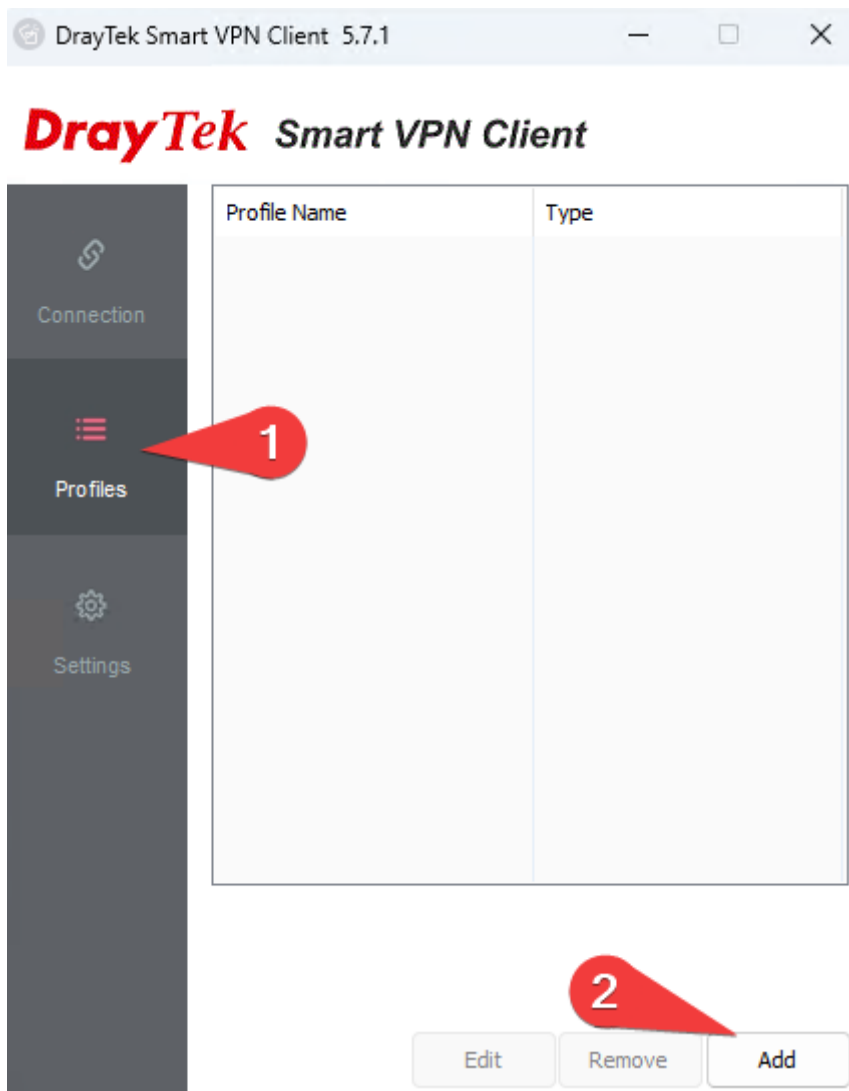 DrayTek Smart VPN Client 5.7.1
DrayTek Smart VPN Client
Profile Name Type
Connection
1
Profiles
Settings
2
Edit Remove Add